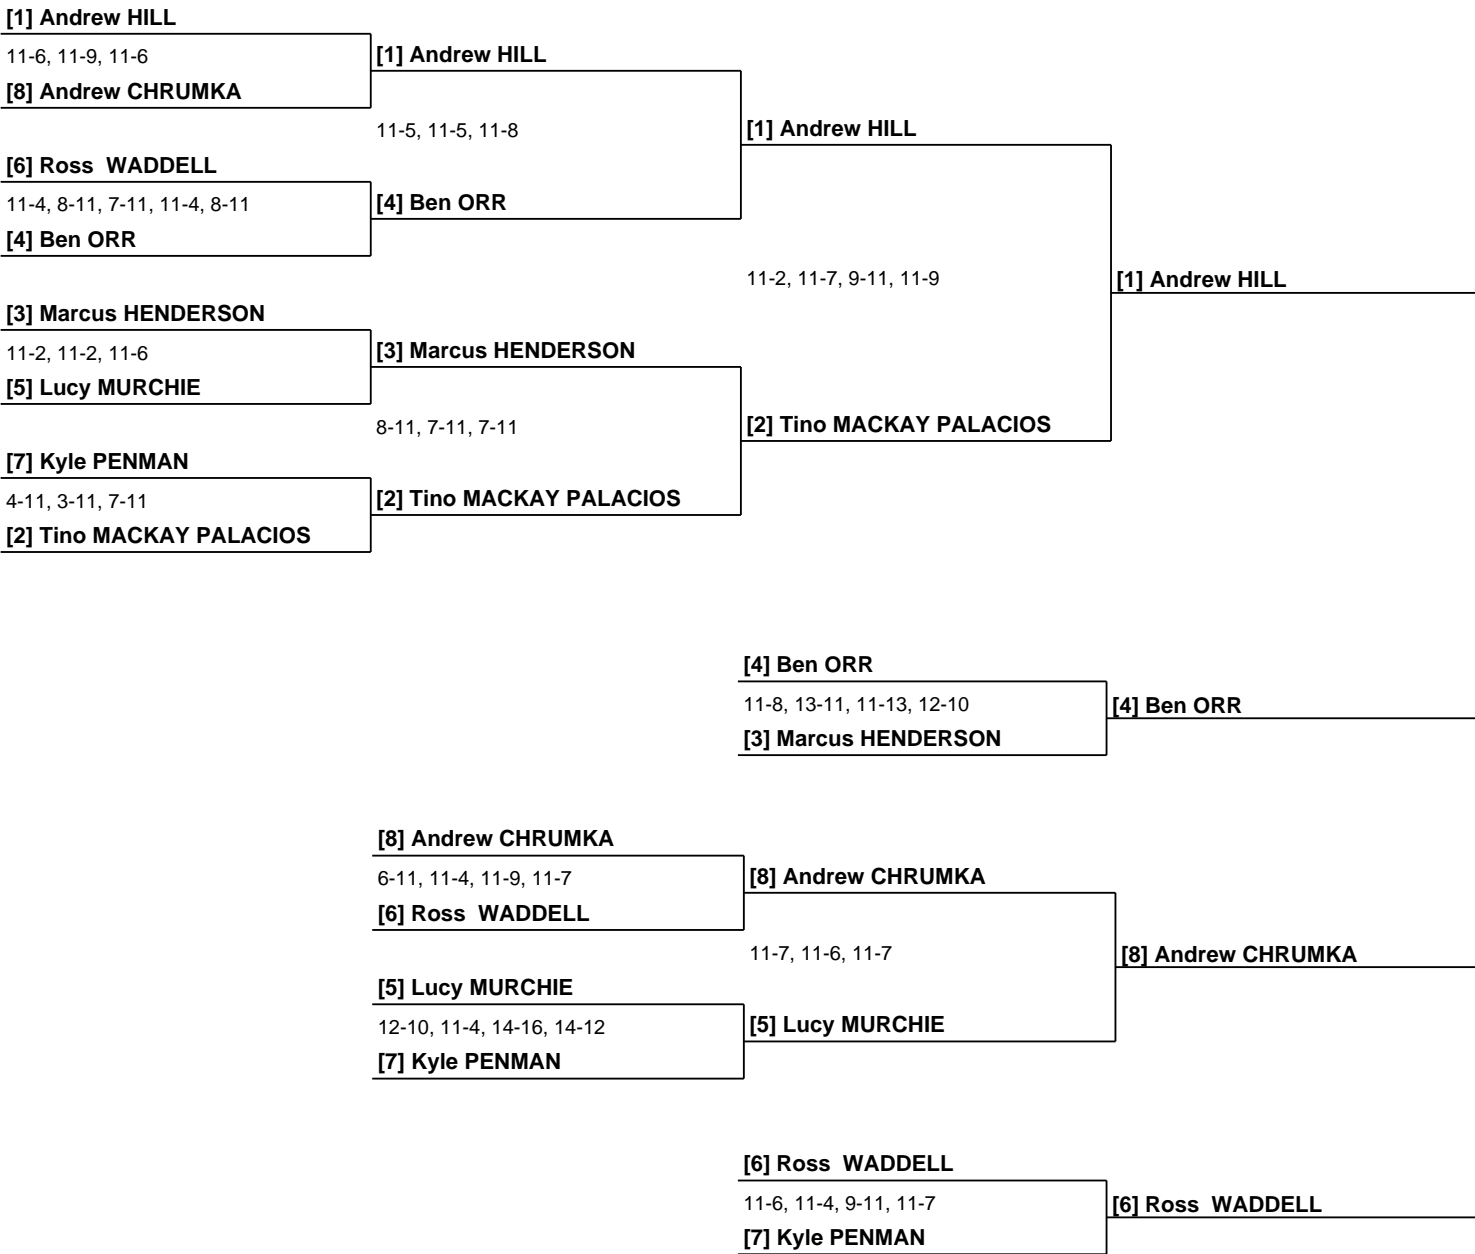 [1] Andrew HILL
11-6, 11-9, 11-6
[1] Andrew HILL
[8] Andrew CHRUMKA
11-5, 11-5, 11-8
[1] Andrew HILL
[6] Ross  WADDELL
11-4, 8-11, 7-11, 11-4, 8-11
[4] Ben ORR
[4] Ben ORR
11-2, 11-7, 9-11, 11-9
[1] Andrew HILL
[3] Marcus HENDERSON
11-2, 11-2, 11-6
[3] Marcus HENDERSON
[5] Lucy MURCHIE
8-11, 7-11, 7-11
[2] Tino MACKAY PALACIOS
[7] Kyle PENMAN
4-11, 3-11, 7-11
[2] Tino MACKAY PALACIOS
[2] Tino MACKAY PALACIOS
[4] Ben ORR
11-8, 13-11, 11-13, 12-10
[4] Ben ORR
[3] Marcus HENDERSON
[8] Andrew CHRUMKA
6-11, 11-4, 11-9, 11-7
[8] Andrew CHRUMKA
[6] Ross  WADDELL
11-7, 11-6, 11-7
[8] Andrew CHRUMKA
[5] Lucy MURCHIE
12-10, 11-4, 14-16, 14-12
[5] Lucy MURCHIE
[7] Kyle PENMAN
[6] Ross  WADDELL
11-6, 11-4, 9-11, 11-7
[6] Ross  WADDELL
[7] Kyle PENMAN